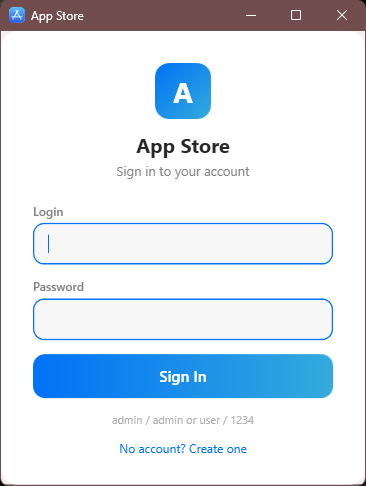 App Store
A
App Store
Sign in to your account
Login
Password
Sign In
admin / admin or user / 1234
No account? Create one